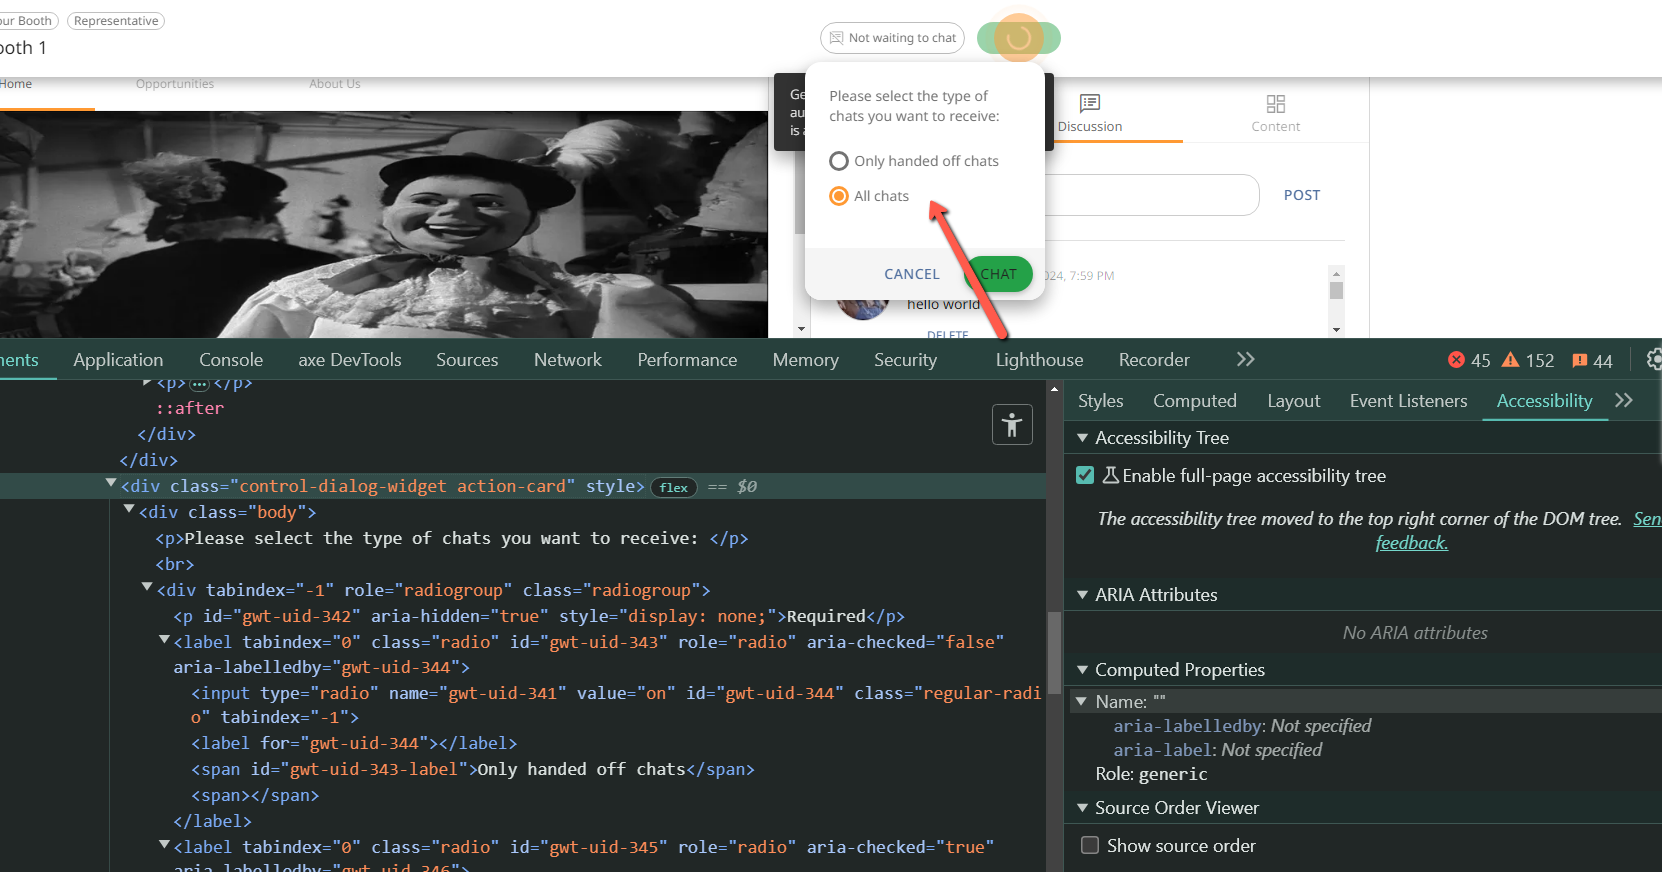 our Booth
Representative
ooth 1
Not waiting to chat
Home
Opportunities
About Us
Ge
au
is a
Please select the type of
chats you want to receive:
Only handed off chats
All chats
CANCEL
CHAT
Discussion
Content
POST
024, 7:59 PM
hello world
DELETE
ments
Application
Console
axe DevTools
Sources
Network
Performance
Memory
Security
Lighthouse
Recorder
45
152
44
<p>…</p>
::after
</div>
</div>
<div class="control-dialog-widget action-card" style> flex == $0
<div class="body">
<p>Please select the type of chats you want to receive: </p>
<br>
<div tabindex="-1" role="radiogroup" class="radiogroup">
<p id="gwt-uid-342" aria-hidden="true" style="display: none;">Required</p>
<label tabindex="0" class="radio" id="gwt-uid-343" role="radio" aria-checked="false"
aria-labelledby="gwt-uid-344">
<input type="radio" name="gwt-uid-341" value="on" id="gwt-uid-344" class="regular-radi
o" tabindex="-1">
<label for="gwt-uid-344"></label>
<span id="gwt-uid-343-label">Only handed off chats</span>
<span></span>
</label>
<label tabindex="0" class="radio" id="gwt-uid-345" role="radio" aria-checked="true"
aria-labelledby="gwt-uid-346">
Styles
Computed
Layout
Event Listeners
Accessibility
Accessibility Tree
Enable full-page accessibility tree
The accessibility tree moved to the top right corner of the DOM tree. Sen
feedback.
ARIA Attributes
No ARIA attributes
Computed Properties
Name: ""
aria-labelledby: Not specified
aria-label: Not specified
Role: generic
Source Order Viewer
Show source order